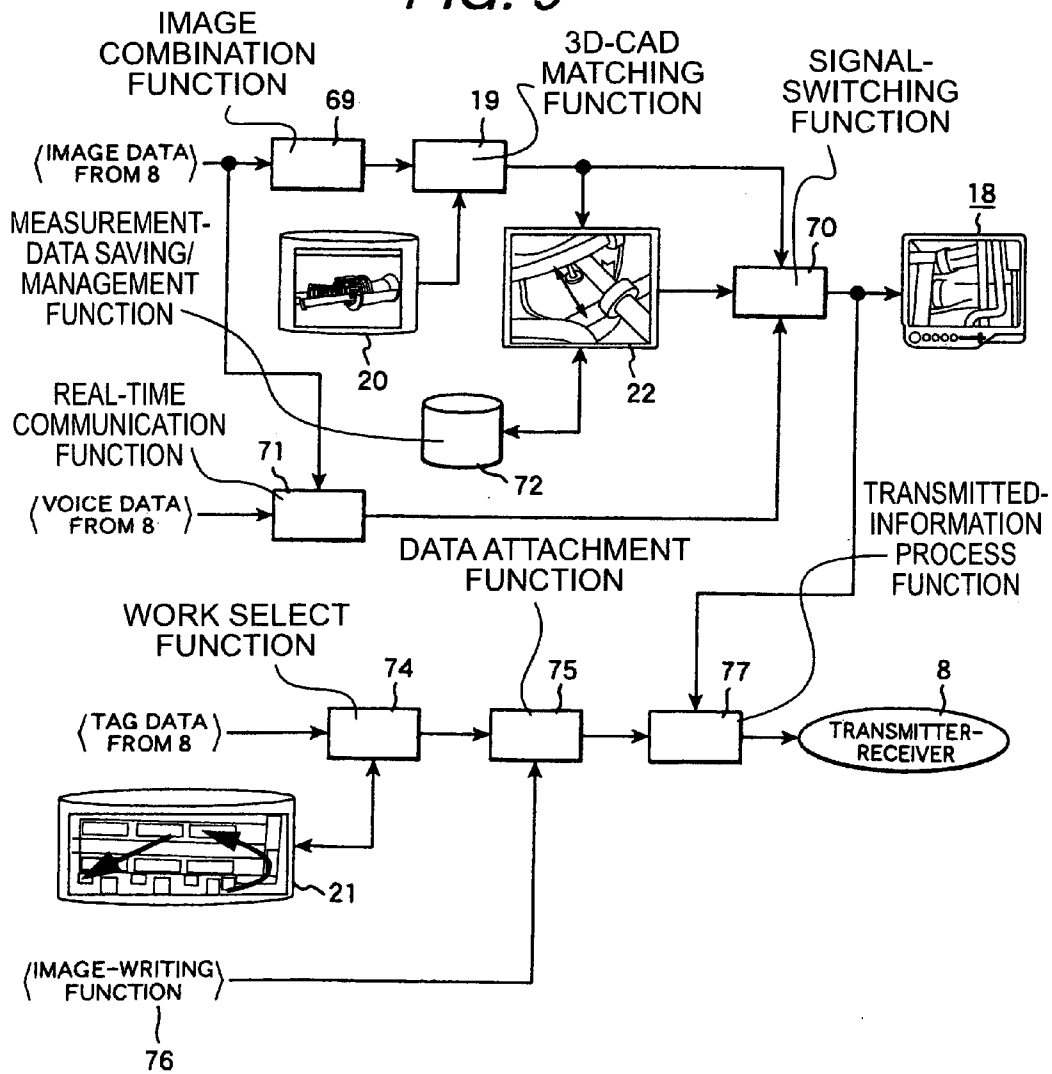 FIG. 9
IMAGE
COMBINATION
FUNCTION
3D-CAD
MATCHING
FUNCTION
SIGNAL-
SWITCHING
FUNCTION
69
19
⟨IMAGE DATA
FROM 8⟩
18
MEASUREMENT-
DATA SAVING/
MANAGEMENT
FUNCTION
70
20
22
REAL-TIME
COMMUNICATION
FUNCTION
71
72
⟨VOICE DATA
FROM 8⟩
TRANSMITTED-
INFORMATION
PROCESS
FUNCTION
DATA ATTACHMENT
FUNCTION
WORK SELECT
FUNCTION
74
75
77
8
⟨TAG DATA
FROM 8⟩
TRANSMITTER-
RECEIVER
21
⟨IMAGE-WRITING
FUNCTION⟩
76